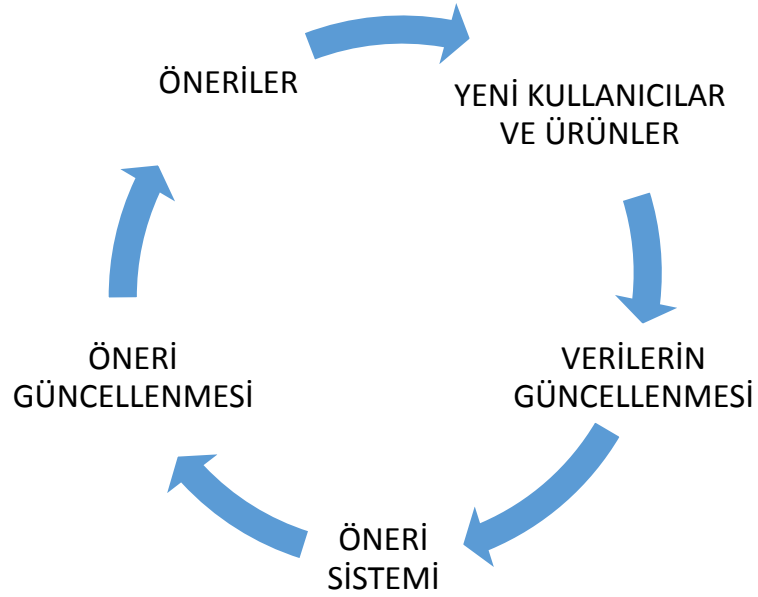 ÖNERİLER
YENİ KULLANICILAR
VE ÜRÜNLER
VERİLERİN
GÜNCELLENMESİ
ÖNERİ
SİSTEMİ
ÖNERİ
GÜNCELLENMESİ